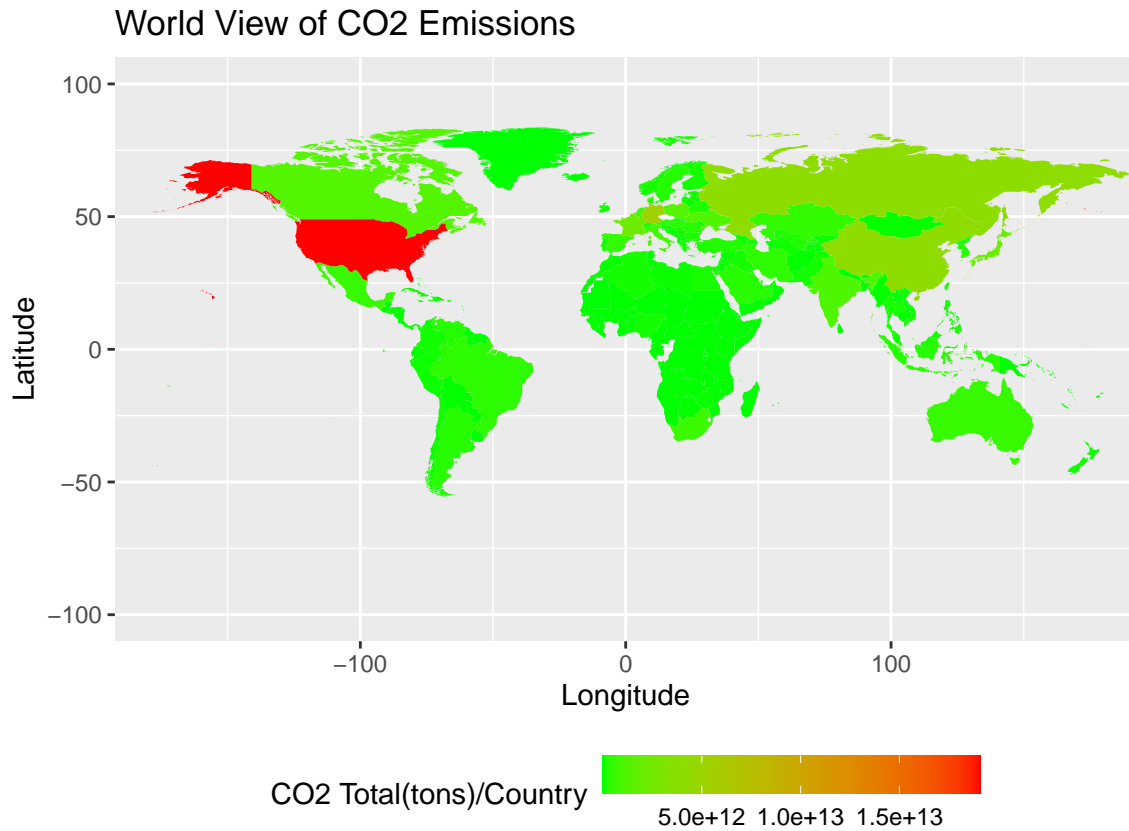 World View of CO2 Emissions
100
50
0
−50
−100
Latitude
−100 0 100
Longitude
CO2 Total(tons)/Country
5.0e+12 1.0e+13 1.5e+13